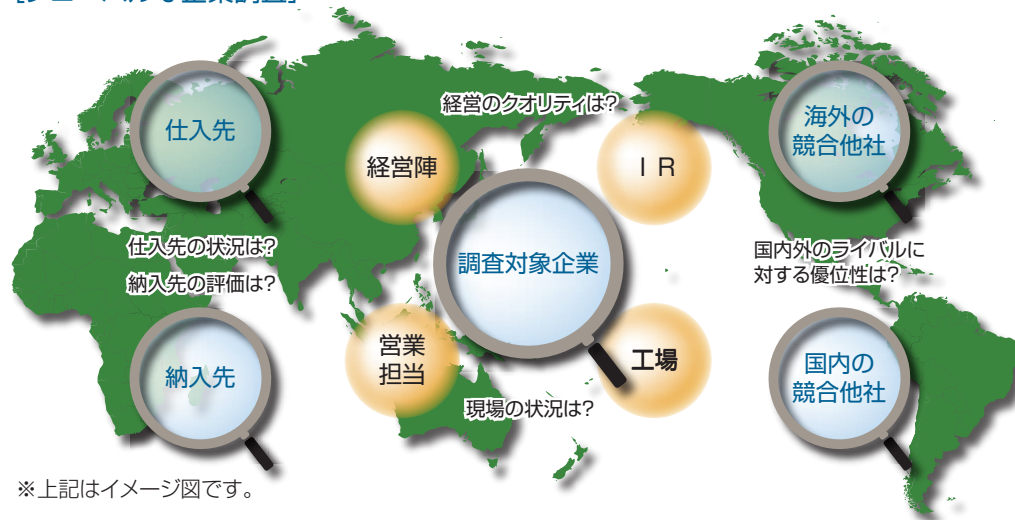 仕入先
経営のクオリティは?
海外の
競合他社
経営陣
ＩＲ
仕入先の状況は?
納入先の評価は?
調査対象企業
国内外のライバルに
対する優位性は?
納入先
営業
担当
工場
国内の
競合他社
現場の状況は?
※上記はイメージ図です。